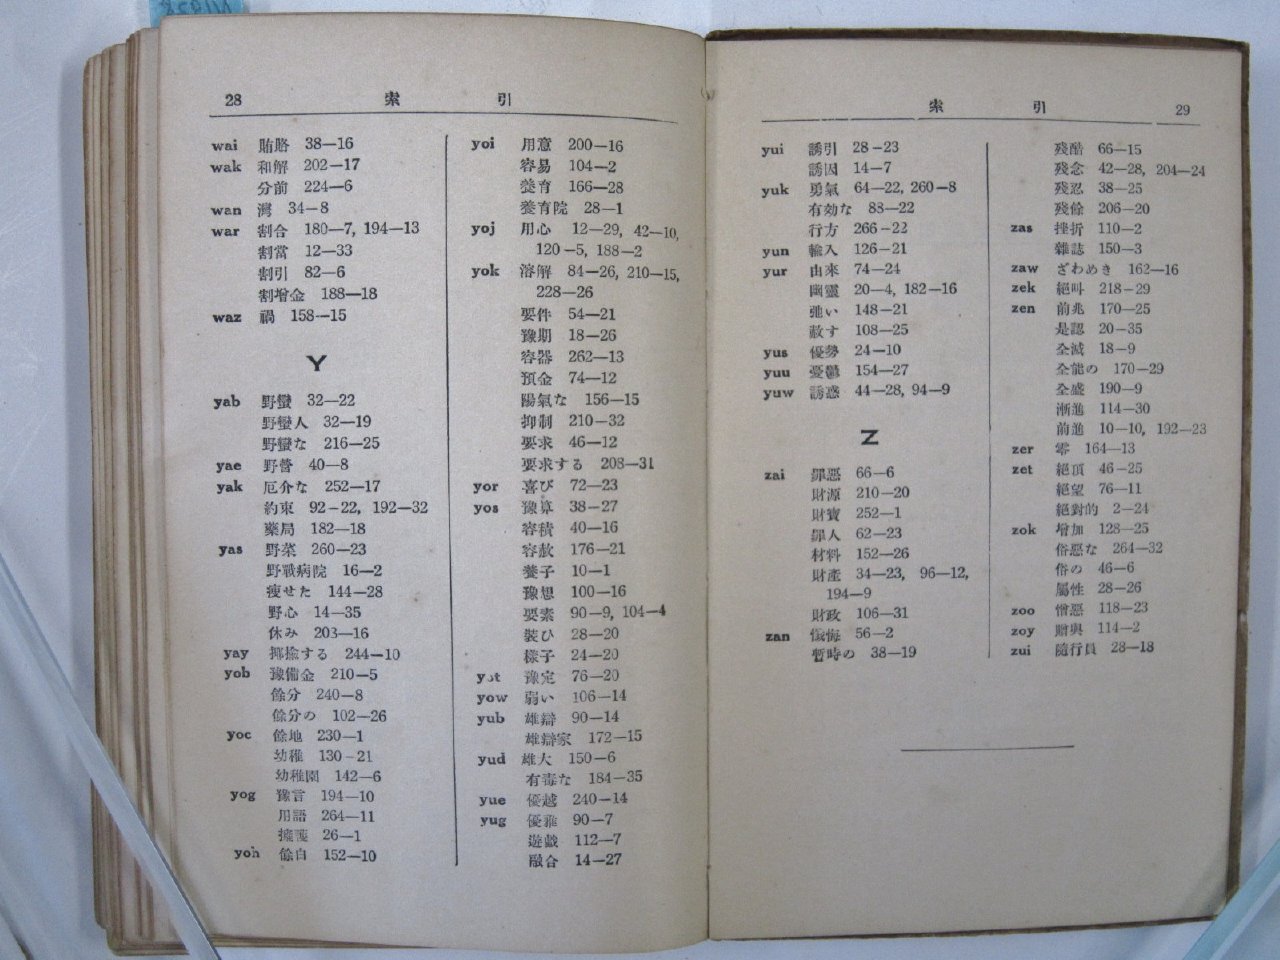 28 索引
wai 賄賂 38—16
wak 和解 202—17
分前 224—6
wan 灣 34—8
war 割合 180—7, 194—13
割當 12—33
割引 82—6
割增金 188—18
waz 禍 158—15
Y
yab 野蠻 32—22
野蠻人 32—19
野蠻な 216—25
yae 野營 40—8
yak 厄介な 252—17
約束 92—22, 192—32
藥局 182—18
yas 野菜 260—23
野戰病院 16—2
瘦せた 144—28
野心 14—35
休み 203—16
yay 揶揄する 244—10
yob 豫備金 210—5
餘分 240—8
餘分の 102—26
yoc 餘地 230—1
幼稚 130—21
幼稚園 142—6
yog 豫言 194—10
用語 264—11
擁護 26—1
yoh 餘白 152—10
yoi 用意 200—16
容易 104—2
養育 166—28
養育院 28—1
yoj 用心 12—29, 42—10,
120—5, 188—2
yok 溶解 84—26, 210—15,
228—26
要件 54—21
豫期 18—26
容器 262—13
預金 74—12
陽氣な 156—15
抑制 210—32
要求 46—12
要求する 208—31
yor 喜び 72—23
yos 豫算 38—27
容積 40—16
容赦 176—21
養子 10—1
豫想 100—16
要素 90—9, 104—4
裝ひ 28—20
樣子 24—20
yot 豫定 76—20
yow 弱い 106—14
yub 雄辯 90—14
雄辯家 172—15
yud 雄大 150—6
有毒な 184—35
yue 優越 240—14
yug 優雅 90—7
遊戲 112—7
融合 14—27
索引 29
yui 誘引 28—23
誘因 14—7
yuk 勇氣 64—22, 260—8
有効な 88—22
行方 266—22
yun 輸入 126—21
yur 由來 74—24
幽靈 20—4, 182—16
弛い 148—21
赦す 108—25
yus 優勢 24—10
yuu 憂鬱 154—27
yuw 誘惑 44—28, 94—9
Z
zai 罪惡 66—6
財源 210—20
財寶 252—1
罪人 62—23
材料 152—26
財產 34—23, 96—12,
194—9
財政 106—31
zan 懺悔 56—2
暫時の 38—19
殘酷 66—15
殘念 42—28, 204—24
殘忍 38—25
殘餘 206—20
zas 挫折 110—2
雜誌 150—3
zaw ざわめき 162—16
zek 絕叫 218—29
zen 前兆 170—25
是認 20—35
全滅 18—9
全能の 170—29
全盛 190—9
漸進 114—30
前進 10—10, 192—23
zer 零 164—13
zet 絕頂 46—25
絕望 76—11
絕對的 2—24
zok 增加 128—25
俗惡な 264—32
俗の 46—6
屬性 28—26
zoo 憎惡 118—23
zoy 贈與 114—2
zui 隨行員 28—18